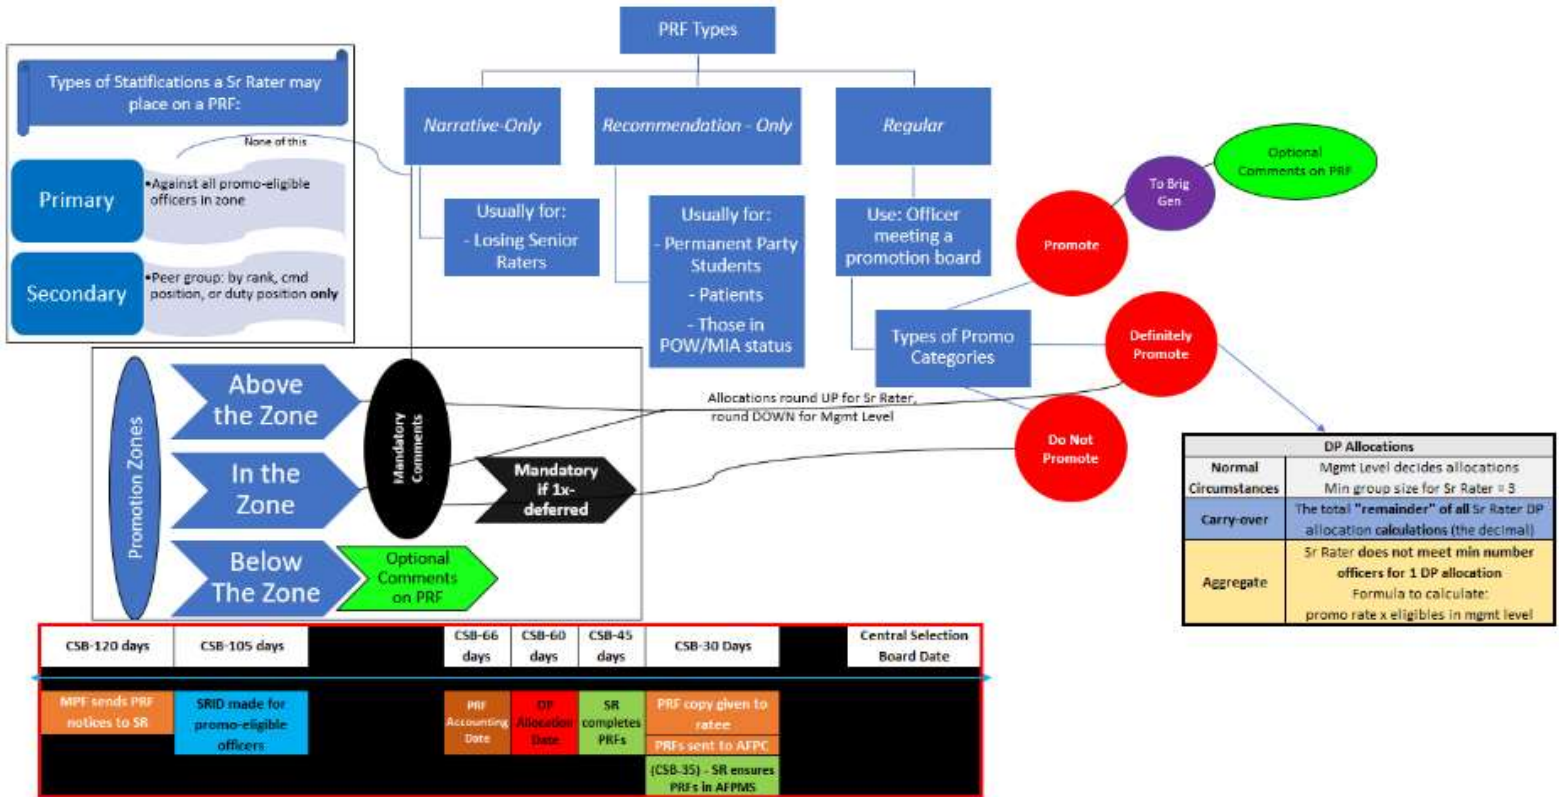 PRF Types
Types of Statifications a Sr Rater may
place on a PRF:
None of this
Primary
•Against all promo-eligible
officers in zone
Secondary
•Peer group: by rank, cmd
position, or duty position only
Narrative-Only
Recommendation - Only
Regular
Usually for:
- Losing Senior
Raters
Usually for:
- Permanent Party
Students
- Patients
- Those in
POW/MIA status
Use: Officer
meeting a
promotion board
Types of Promo
Categories
Promote
To Brig
Gen
Optional
Comments on PRF
Definitely
Promote
Do Not
Promote
Allocations round UP for Sr Rater,
round DOWN for Mgmt Level
Promotion Zones
Above
the Zone
In the
Zone
Below
The Zone
Mandatory
Comments
Mandatory
if 1x-
deferred
Optional
Comments
on PRF
DP Allocations
Normal
Circumstances
Mgmt Level decides allocations
Min group size for Sr Rater = 3
Carry-over
The total "remainder" of all Sr Rater DP
allocation calculations (the decimal)
Aggregate
Sr Rater does not meet min number
officers for 1 DP allocation
Formula to calculate:
promo rate x eligibles in mgmt level
CSB-120 days
CSB-105 days
CSB-66
days
CSB-60
days
CSB-45
days
CSB-30 Days
Central Selection
Board Date
MPF sends PRF
notices to SR
SRID made for
promo-eligible
officers
PRF
Accounting
Date
DP
Allocation
Date
SR
completes
PRFs
PRF copy given to
ratee
PRFs sent to AFPC
(CSB-35) - SR ensures
PRFs in AFPMS